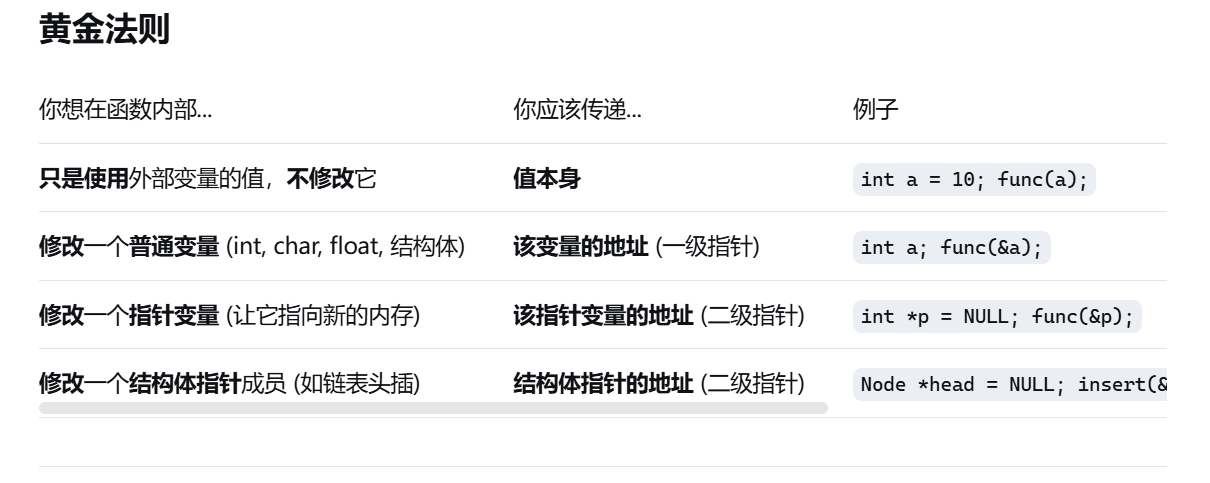 黄金法则
你想在函数内部... 你应该传递... 例子
只是使用外部变量的值，不修改它 值本身 int a = 10; func(a);
修改一个普通变量 (int, char, float, 结构体) 该变量的地址 (一级指针) int a; func(&a);
修改一个指针变量 (让它指向新的内存) 该指针变量的地址 (二级指针) int *p = NULL; func(&p);
修改一个结构体指针成员 (如链表头插) 结构体指针的地址 (二级指针) Node *head = NULL; insert(&